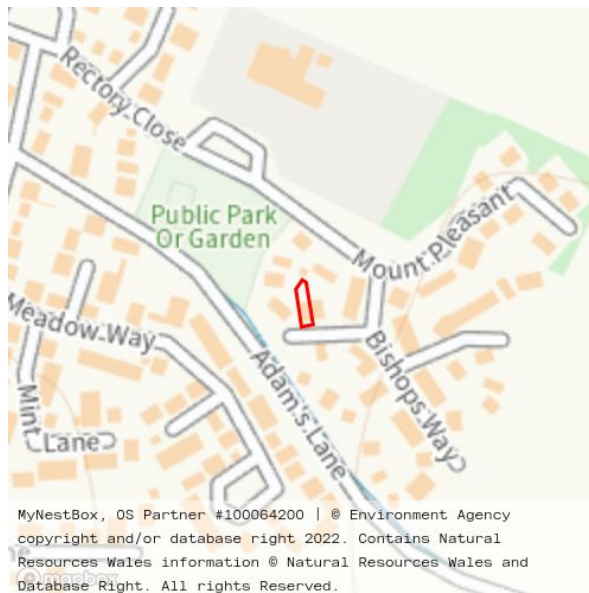 Rectory Close
Public Park
Or Garden
Mount Pleasant
Meadow Way
Adam's Lane
Bishops Way
Mint Lane
MyNestBox, OS Partner #100064200 | © Environment Agency
copyright and/or database right 2022. Contains Natural
Resources Wales information © Natural Resources Wales and
Database Right. All rights Reserved.
mapbox